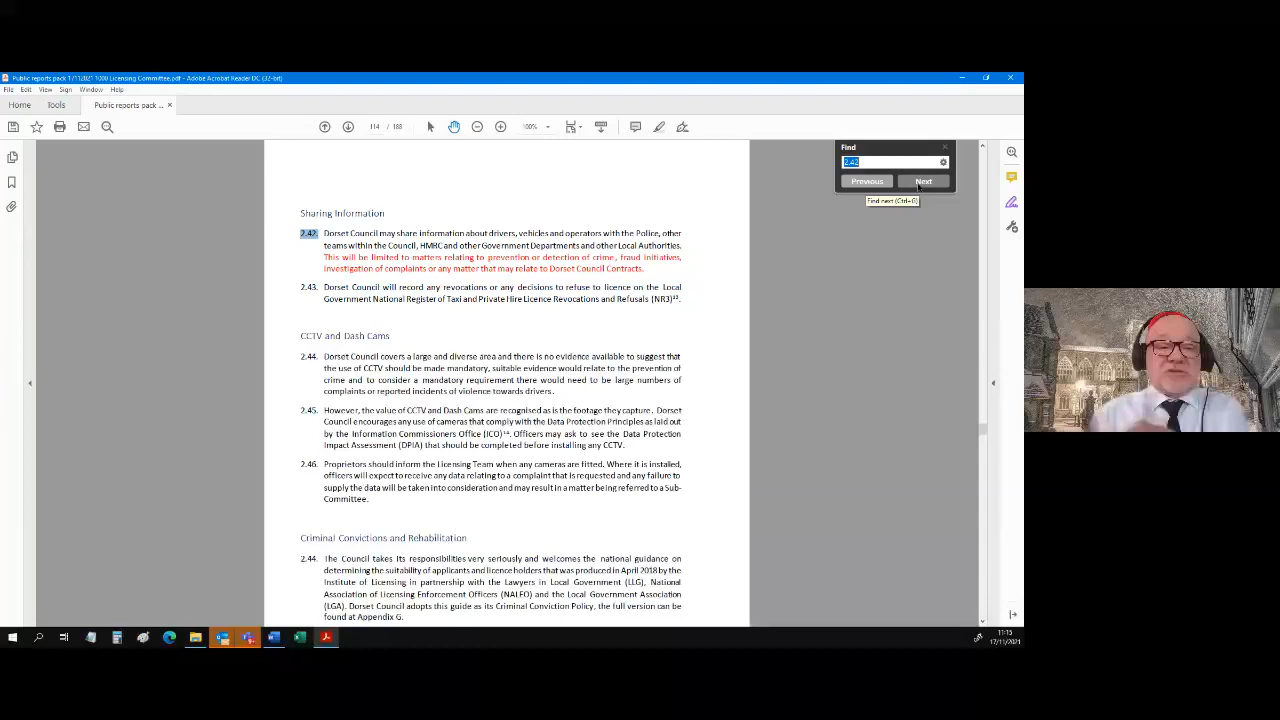 Public reports pack 17112021 1000 Licensing Committee.pdf - Adobe Acrobat Reader DC (32-bit)
File Edit View Sign Window Help
Home Tools Public reports pack ... ×
114 / 188 100%
Find
2.42
Previous Next
Find next (Ctrl+G)
Sharing Information
2.42. Dorset Council may share information about drivers, vehicles and operators with the Police, other
teams within the Council, HMRC and other Government Departments and other Local Authorities.
This will be limited to matters relating to prevention or detection of crime, fraud initiatives,
investigation of complaints or any matter that may relate to Dorset Council Contracts.
2.43. Dorset Council will record any revocations or any decisions to refuse to licence on the Local
Government National Register of Taxi and Private Hire Licence Revocations and Refusals (NR3)¹³.
CCTV and Dash Cams
2.44. Dorset Council covers a large and diverse area and there is no evidence available to suggest that
the use of CCTV should be made mandatory, suitable evidence would relate to the prevention of
crime and to consider a mandatory requirement there would need to be large numbers of
complaints or reported incidents of violence towards drivers.
2.45. However, the value of CCTV and Dash Cams are recognised as is the footage they capture. Dorset
Council encourages any use of cameras that comply with the Data Protection Principles as laid out
by the Information Commissioners Office (ICO)¹⁴. Officers may ask to see the Data Protection
Impact Assessment (DPIA) that should be completed before installing any CCTV.
2.46. Proprietors should inform the Licensing Team when any cameras are fitted. Where it is installed,
officers will expect to receive any data relating to a complaint that is requested and any failure to
supply the data will be taken into consideration and may result in a matter being referred to a Sub-
Committee.
Criminal Convictions and Rehabilitation
2.44. The Council takes its responsibilities very seriously and welcomes the national guidance on
determining the suitability of applicants and licence holders that was produced in April 2018 by the
Institute of Licensing in partnership with the Lawyers in Local Government (LLG), National
Association of Licensing Enforcement Officers (NALEO) and the Local Government Association
(LGA). Dorset Council adopts this guide as its Criminal Conviction Policy, the full version can be
found at Appendix G.
11:15
17/11/2021